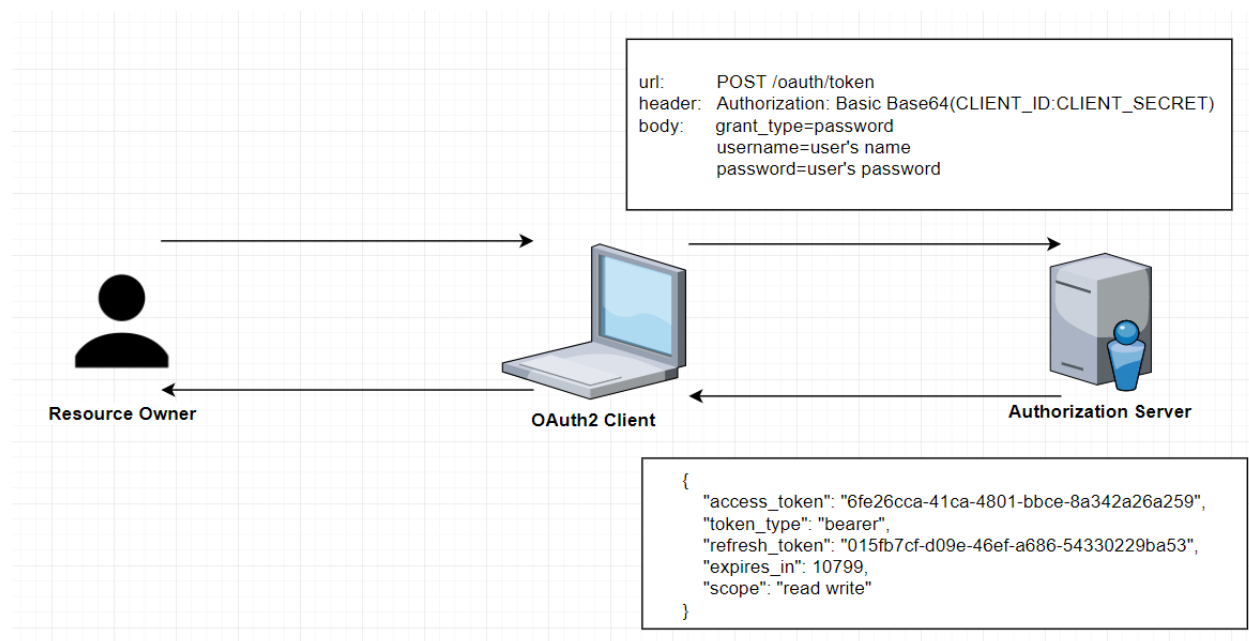 url: POST /oauth/token
header: Authorization: Basic Base64(CLIENT_ID:CLIENT_SECRET)
body: grant_type=password
username=user's name
password=user's password
Resource Owner
OAuth2 Client
Authorization Server
{
"access_token": "6fe26cca-41ca-4801-bbce-8a342a26a259",
"token_type": "bearer",
"refresh_token": "015fb7cf-d09e-46ef-a686-54330229ba53",
"expires_in": 10799,
"scope": "read write"
}